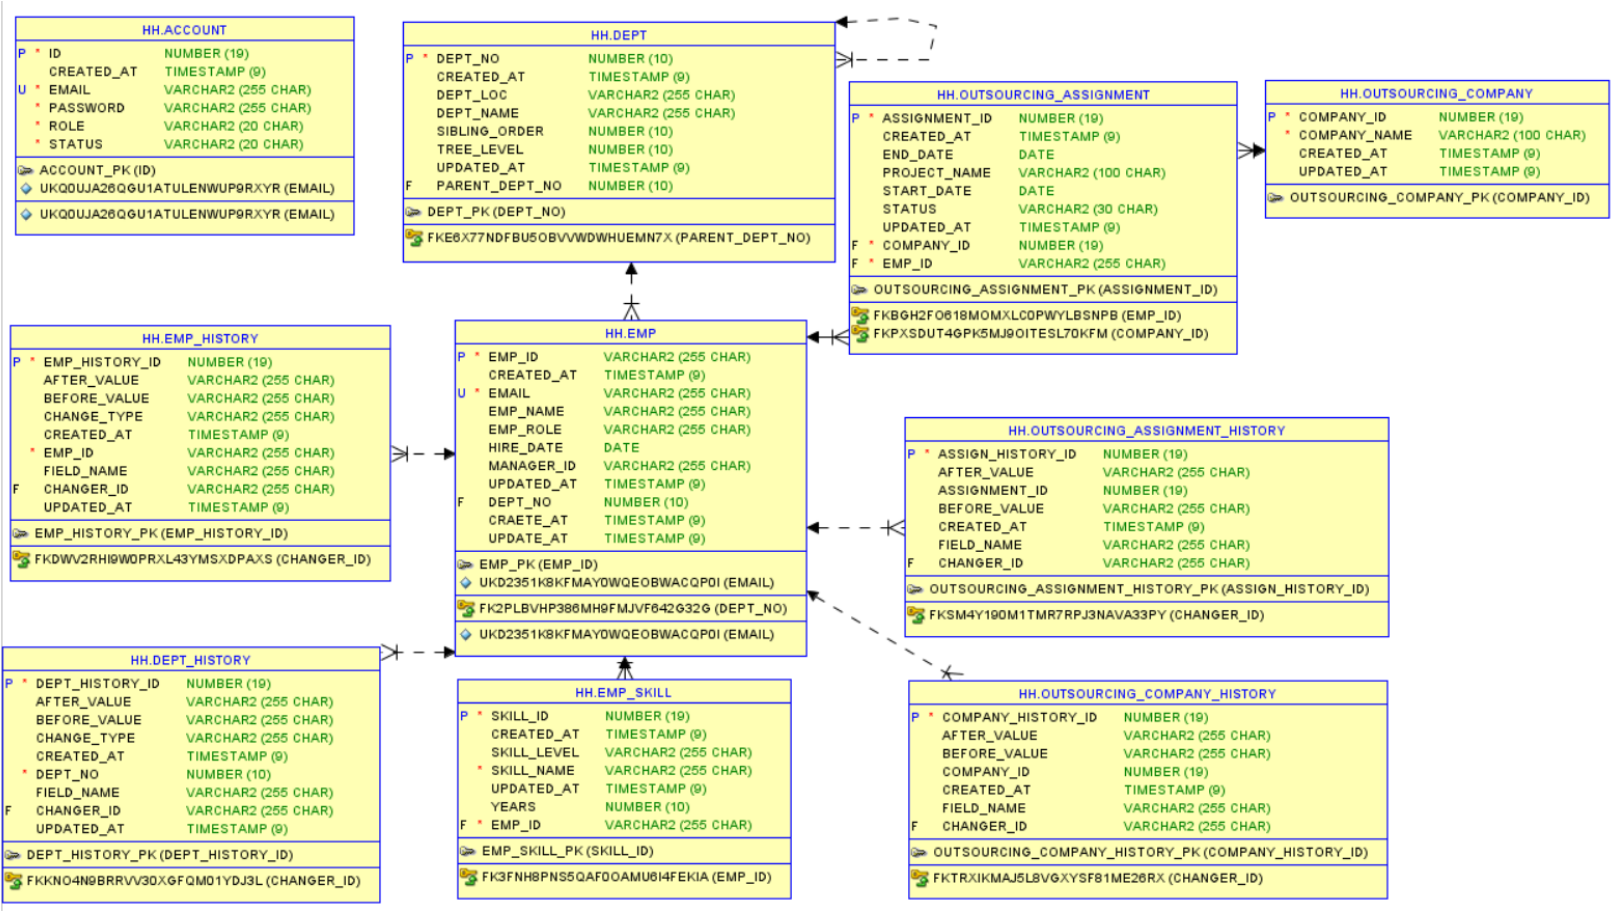 HH.ACCOUNT
P * ID NUMBER (19)
CREATED_AT TIMESTAMP (9)
U * EMAIL VARCHAR2 (255 CHAR)
* PASSWORD VARCHAR2 (255 CHAR)
* ROLE VARCHAR2 (20 CHAR)
* STATUS VARCHAR2 (20 CHAR)
ACCOUNT_PK (ID)
UKQ0UJA26QGU1ATULENWUP9RXYR (EMAIL)
UKQ0UJA26QGU1ATULENWUP9RXYR (EMAIL)
HH.DEPT
P * DEPT_NO NUMBER (10)
CREATED_AT TIMESTAMP (9)
DEPT_LOC VARCHAR2 (255 CHAR)
DEPT_NAME VARCHAR2 (255 CHAR)
SIBLING_ORDER NUMBER (10)
TREE_LEVEL NUMBER (10)
UPDATED_AT TIMESTAMP (9)
F PARENT_DEPT_NO NUMBER (10)
DEPT_PK (DEPT_NO)
FKE6X77NDFBU5OBVVWDWHUEMN7X (PARENT_DEPT_NO)
HH.OUTSOURCING_ASSIGNMENT
P * ASSIGNMENT_ID NUMBER (19)
CREATED_AT TIMESTAMP (9)
END_DATE DATE
PROJECT_NAME VARCHAR2 (100 CHAR)
START_DATE DATE
STATUS VARCHAR2 (30 CHAR)
UPDATED_AT TIMESTAMP (9)
F * COMPANY_ID NUMBER (19)
F * EMP_ID VARCHAR2 (255 CHAR)
OUTSOURCING_ASSIGNMENT_PK (ASSIGNMENT_ID)
FKBGH2FO618MOMXLC0PWYLBSNPB (EMP_ID)
FKPXSDUT4GPK5MJ9OITESL70KFM (COMPANY_ID)
HH.OUTSOURCING_COMPANY
P * COMPANY_ID NUMBER (19)
* COMPANY_NAME VARCHAR2 (100 CHAR)
CREATED_AT TIMESTAMP (9)
UPDATED_AT TIMESTAMP (9)
OUTSOURCING_COMPANY_PK (COMPANY_ID)
HH.EMP_HISTORY
P * EMP_HISTORY_ID NUMBER (19)
AFTER_VALUE VARCHAR2 (255 CHAR)
BEFORE_VALUE VARCHAR2 (255 CHAR)
CHANGE_TYPE VARCHAR2 (255 CHAR)
CREATED_AT TIMESTAMP (9)
* EMP_ID VARCHAR2 (255 CHAR)
FIELD_NAME VARCHAR2 (255 CHAR)
F CHANGER_ID VARCHAR2 (255 CHAR)
UPDATED_AT TIMESTAMP (9)
EMP_HISTORY_PK (EMP_HISTORY_ID)
FKDWV2RHI9W0PRXL43YMSXDPAXS (CHANGER_ID)
HH.EMP
P * EMP_ID VARCHAR2 (255 CHAR)
CREATED_AT TIMESTAMP (9)
U * EMAIL VARCHAR2 (255 CHAR)
EMP_NAME VARCHAR2 (255 CHAR)
EMP_ROLE VARCHAR2 (255 CHAR)
HIRE_DATE DATE
MANAGER_ID VARCHAR2 (255 CHAR)
UPDATED_AT TIMESTAMP (9)
F DEPT_NO NUMBER (10)
CRAETE_AT TIMESTAMP (9)
UPDATE_AT TIMESTAMP (9)
EMP_PK (EMP_ID)
UKD2351K8KFMAY0WQEOBWACQP0I (EMAIL)
FK2PLBVHP386MH9FMJVF642G32G (DEPT_NO)
UKD2351K8KFMAY0WQEOBWACQP0I (EMAIL)
HH.OUTSOURCING_ASSIGNMENT_HISTORY
P * ASSIGN_HISTORY_ID NUMBER (19)
AFTER_VALUE VARCHAR2 (255 CHAR)
ASSIGNMENT_ID NUMBER (19)
BEFORE_VALUE VARCHAR2 (255 CHAR)
CREATED_AT TIMESTAMP (9)
FIELD_NAME VARCHAR2 (255 CHAR)
F CHANGER_ID VARCHAR2 (255 CHAR)
OUTSOURCING_ASSIGNMENT_HISTORY_PK (ASSIGN_HISTORY_ID)
FKSM4Y190M1TMR7RPJ3NAVA33PY (CHANGER_ID)
HH.DEPT_HISTORY
P * DEPT_HISTORY_ID NUMBER (19)
AFTER_VALUE VARCHAR2 (255 CHAR)
BEFORE_VALUE VARCHAR2 (255 CHAR)
CHANGE_TYPE VARCHAR2 (255 CHAR)
CREATED_AT TIMESTAMP (9)
* DEPT_NO NUMBER (10)
FIELD_NAME VARCHAR2 (255 CHAR)
F CHANGER_ID VARCHAR2 (255 CHAR)
UPDATED_AT TIMESTAMP (9)
DEPT_HISTORY_PK (DEPT_HISTORY_ID)
FKKNO4N9BRRVV30XGFQM01YDJ3L (CHANGER_ID)
HH.EMP_SKILL
P * SKILL_ID NUMBER (19)
CREATED_AT TIMESTAMP (9)
SKILL_LEVEL VARCHAR2 (255 CHAR)
* SKILL_NAME VARCHAR2 (255 CHAR)
UPDATED_AT TIMESTAMP (9)
YEARS NUMBER (10)
F * EMP_ID VARCHAR2 (255 CHAR)
EMP_SKILL_PK (SKILL_ID)
FK3FNH8PNS5QAF0OAMU6I4FEKIA (EMP_ID)
HH.OUTSOURCING_COMPANY_HISTORY
P * COMPANY_HISTORY_ID NUMBER (19)
AFTER_VALUE VARCHAR2 (255 CHAR)
BEFORE_VALUE VARCHAR2 (255 CHAR)
COMPANY_ID NUMBER (19)
CREATED_AT TIMESTAMP (9)
FIELD_NAME VARCHAR2 (255 CHAR)
F CHANGER_ID VARCHAR2 (255 CHAR)
OUTSOURCING_COMPANY_HISTORY_PK (COMPANY_HISTORY_ID)
FKTRXIKMAJ5L8VGXYSF81ME26RX (CHANGER_ID)